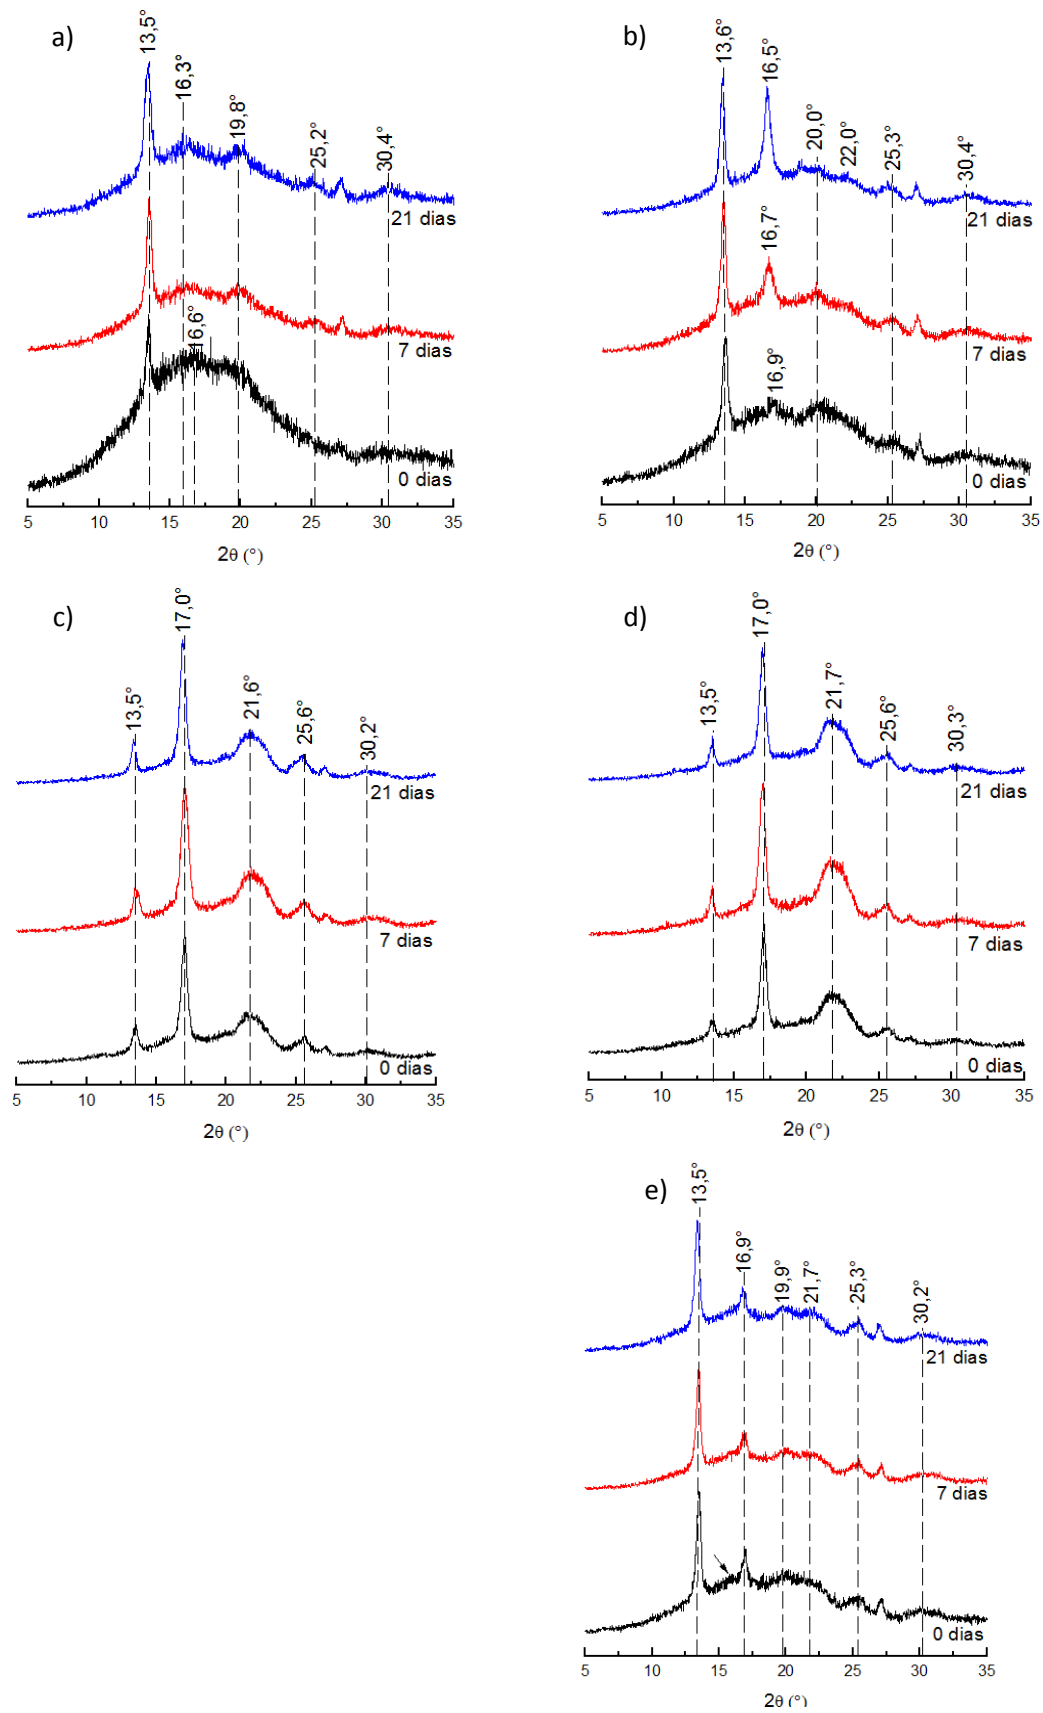 a)
13,5°
16,3°
19,8°
25,2°
30,4°
21 dias
7 dias
16,6°
0 dias
5 10 15 20 25 30 35
2θ (°)
b)
13,6°
16,5°
20,0°
22,0°
25,3°
30,4°
21 dias
16,7°
7 dias
16,9°
0 dias
5 10 15 20 25 30 35
2θ (°)
c)
13,5°
17,0°
21,6°
25,6°
30,2°
21 dias
7 dias
0 dias
5 10 15 20 25 30 35
2θ (°)
d)
13,5°
17,0°
21,7°
25,6°
30,3°
21 dias
7 dias
0 dias
5 10 15 20 25 30 35
2θ (°)
e)
13,5°
16,9°
19,9°
21,7°
25,3°
30,2°
21 dias
7 dias
0 dias
5 10 15 20 25 30 35
2θ (°)